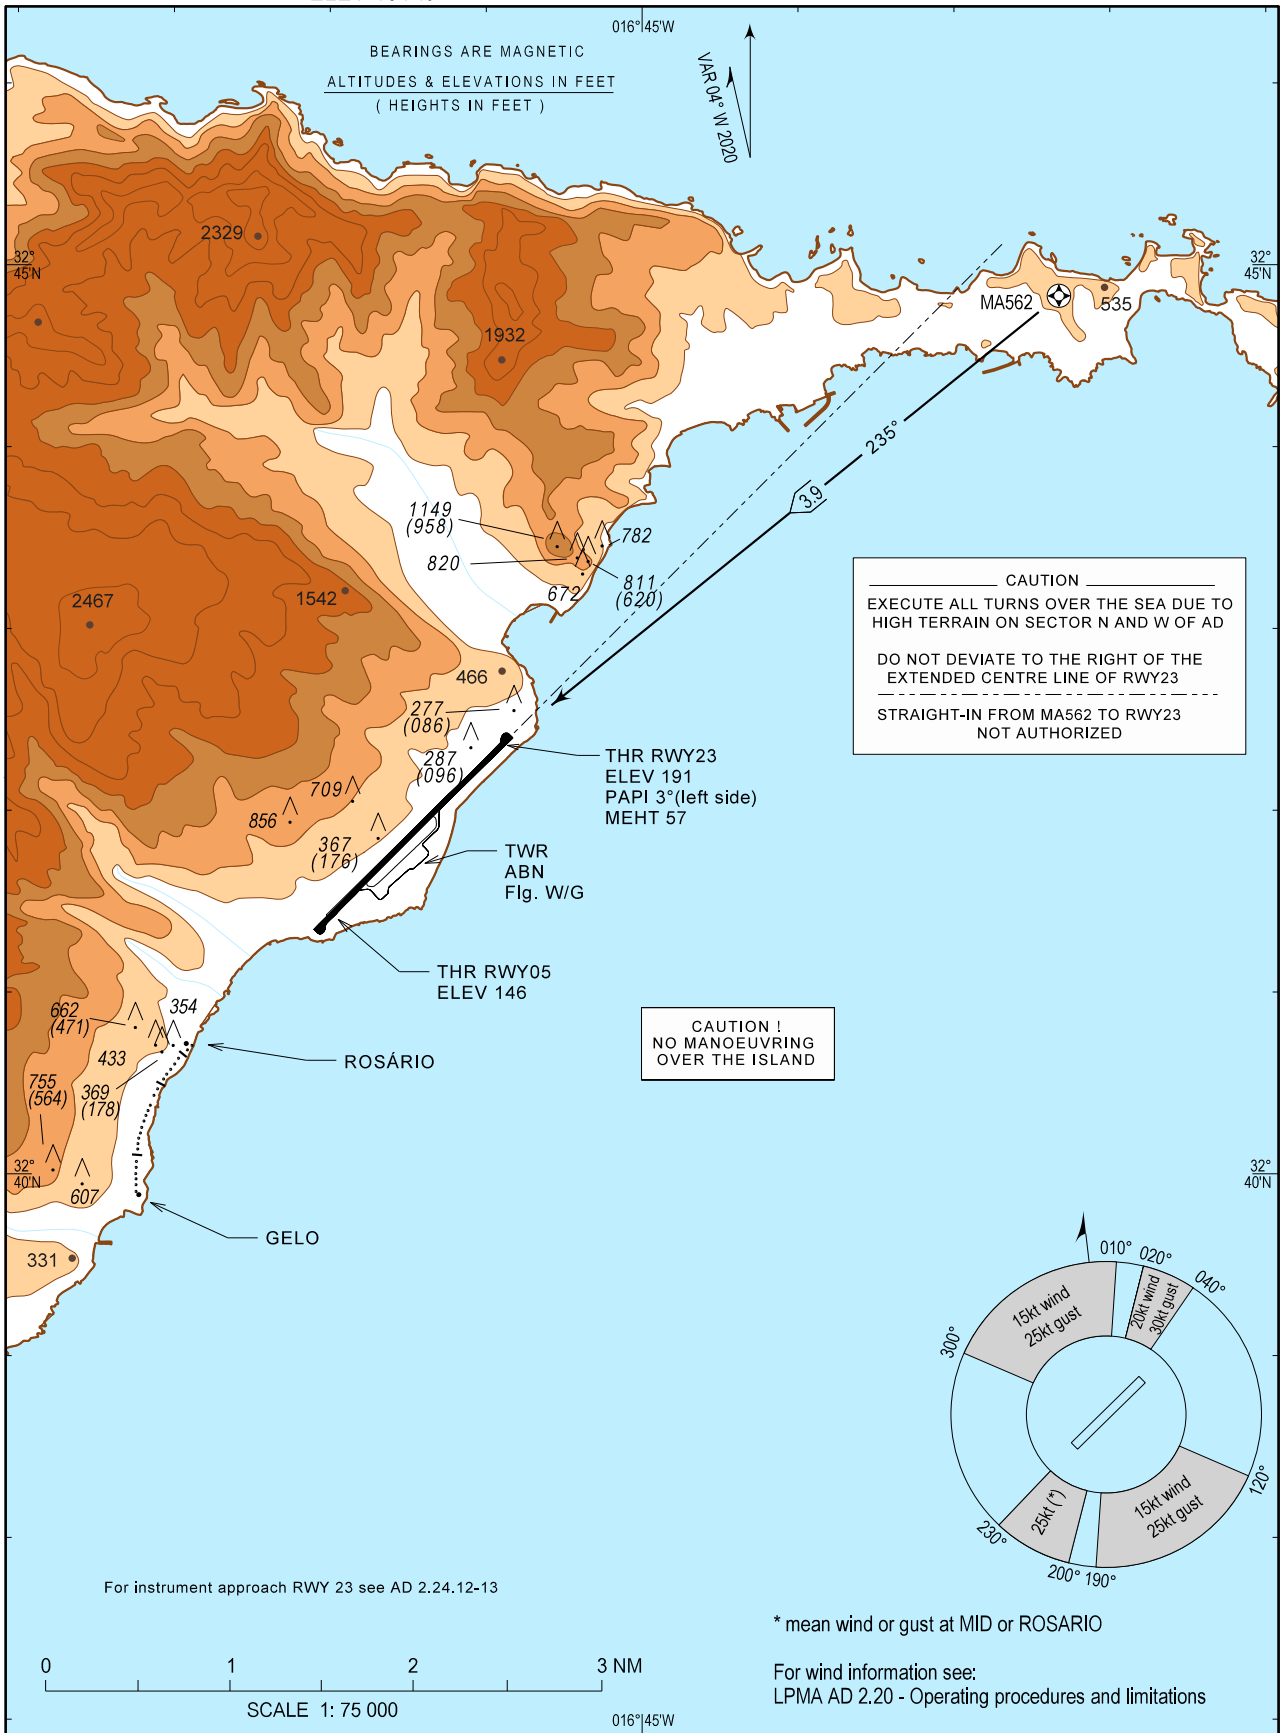 016° 45'W
BEARINGS ARE MAGNETIC
ALTITUDES & ELEVATIONS IN FEET
( HEIGHTS IN FEET )
VAR 04° W 2020
2329
32°
45'N
32°
45'N
MA562
535
1932
235°
3.9
1149
(958)
782
820
811
(620)
672
2467
1542
CAUTION
EXECUTE ALL TURNS OVER THE SEA DUE TO
HIGH TERRAIN ON SECTOR N AND W OF AD
DO NOT DEVIATE TO THE RIGHT OF THE
EXTENDED CENTRE LINE OF RWY23
STRAIGHT-IN FROM MA562 TO RWY23
NOT AUTHORIZED
466
277
(086)
287
(096)
THR RWY23
ELEV 191
PAPI 3°(left side)
MEHT 57
709
856
367
(176)
TWR
ABN
Flg. W/G
THR RWY05
ELEV 146
662
(471)
354
433
ROSÁRIO
CAUTION !
NO MANOEUVRING
OVER THE ISLAND
755
(564)
369
(178)
32°
40'N
32°
40'N
607
GELO
331
010°
020°
040°
15kt wind
25kt gust
20kt wind
30kt gust
300°
120°
15kt wind
25kt gust
25kt (*)
230°
200°
190°
For instrument approach RWY 23 see AD 2.24.12-13
* mean wind or gust at MID or ROSARIO
For wind information see:
LPMA AD 2.20 - Operating procedures and limitations
0 1 2 3 NM
SCALE 1: 75 000
016° 45'W